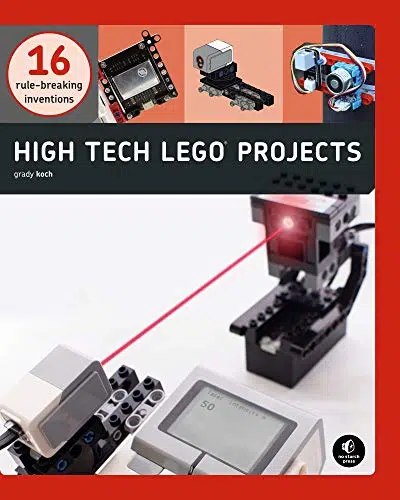 16
rule-breaking
inventions
HIGH TECH LEGO® PROJECTS
grady koch
50
no starch
press